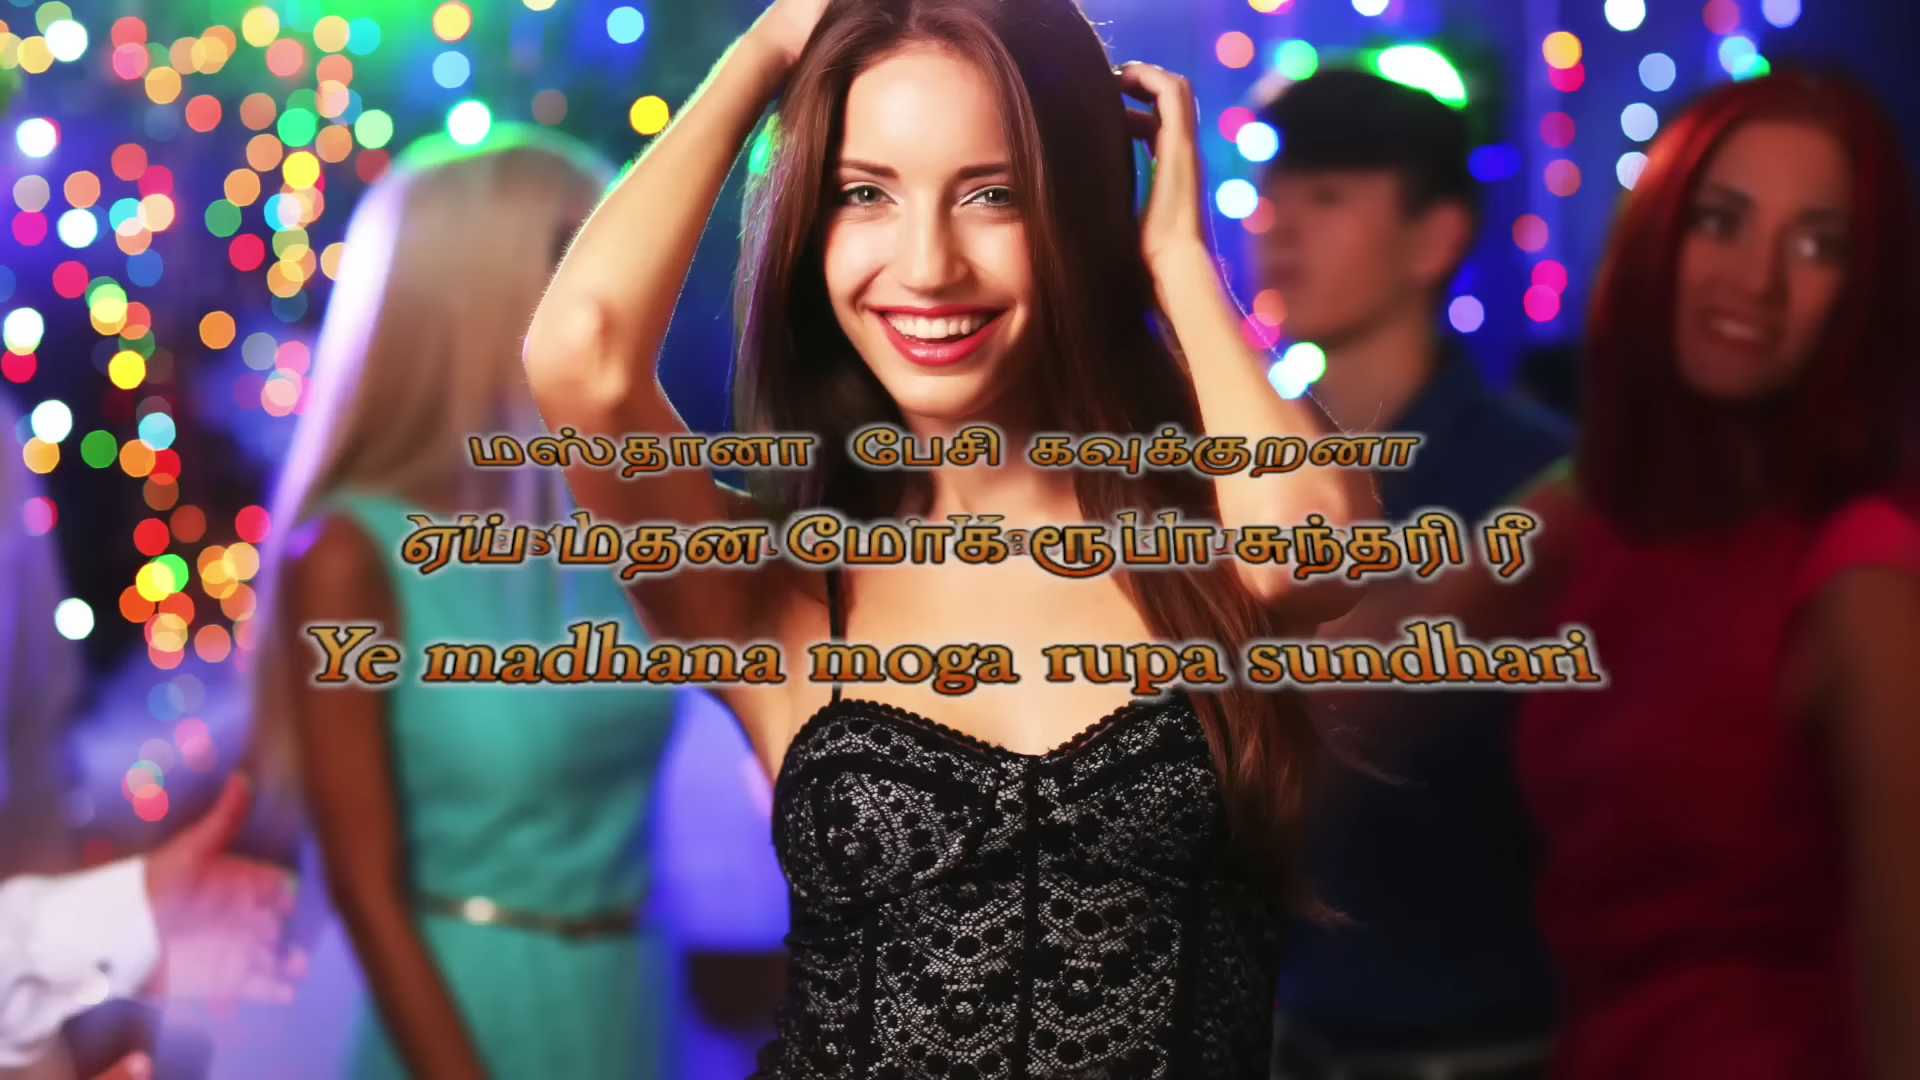 மஸ்தானா பேசி கவுக்குறனா
ஏய் மதன மோக ரூபா சுந்தரி ரீ
Ye madhana moga rupa sundhari